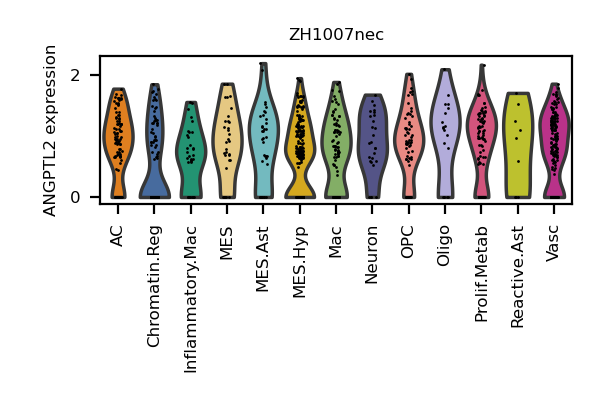 ZH1007nec
ANGPTL2 expression
2
0
AC
Chromatin.Reg
Inflammatory.Mac
MES
MES.Ast
MES.Hyp
Mac
Neuron
OPC
Oligo
Prolif.Metab
Reactive.Ast
Vasc